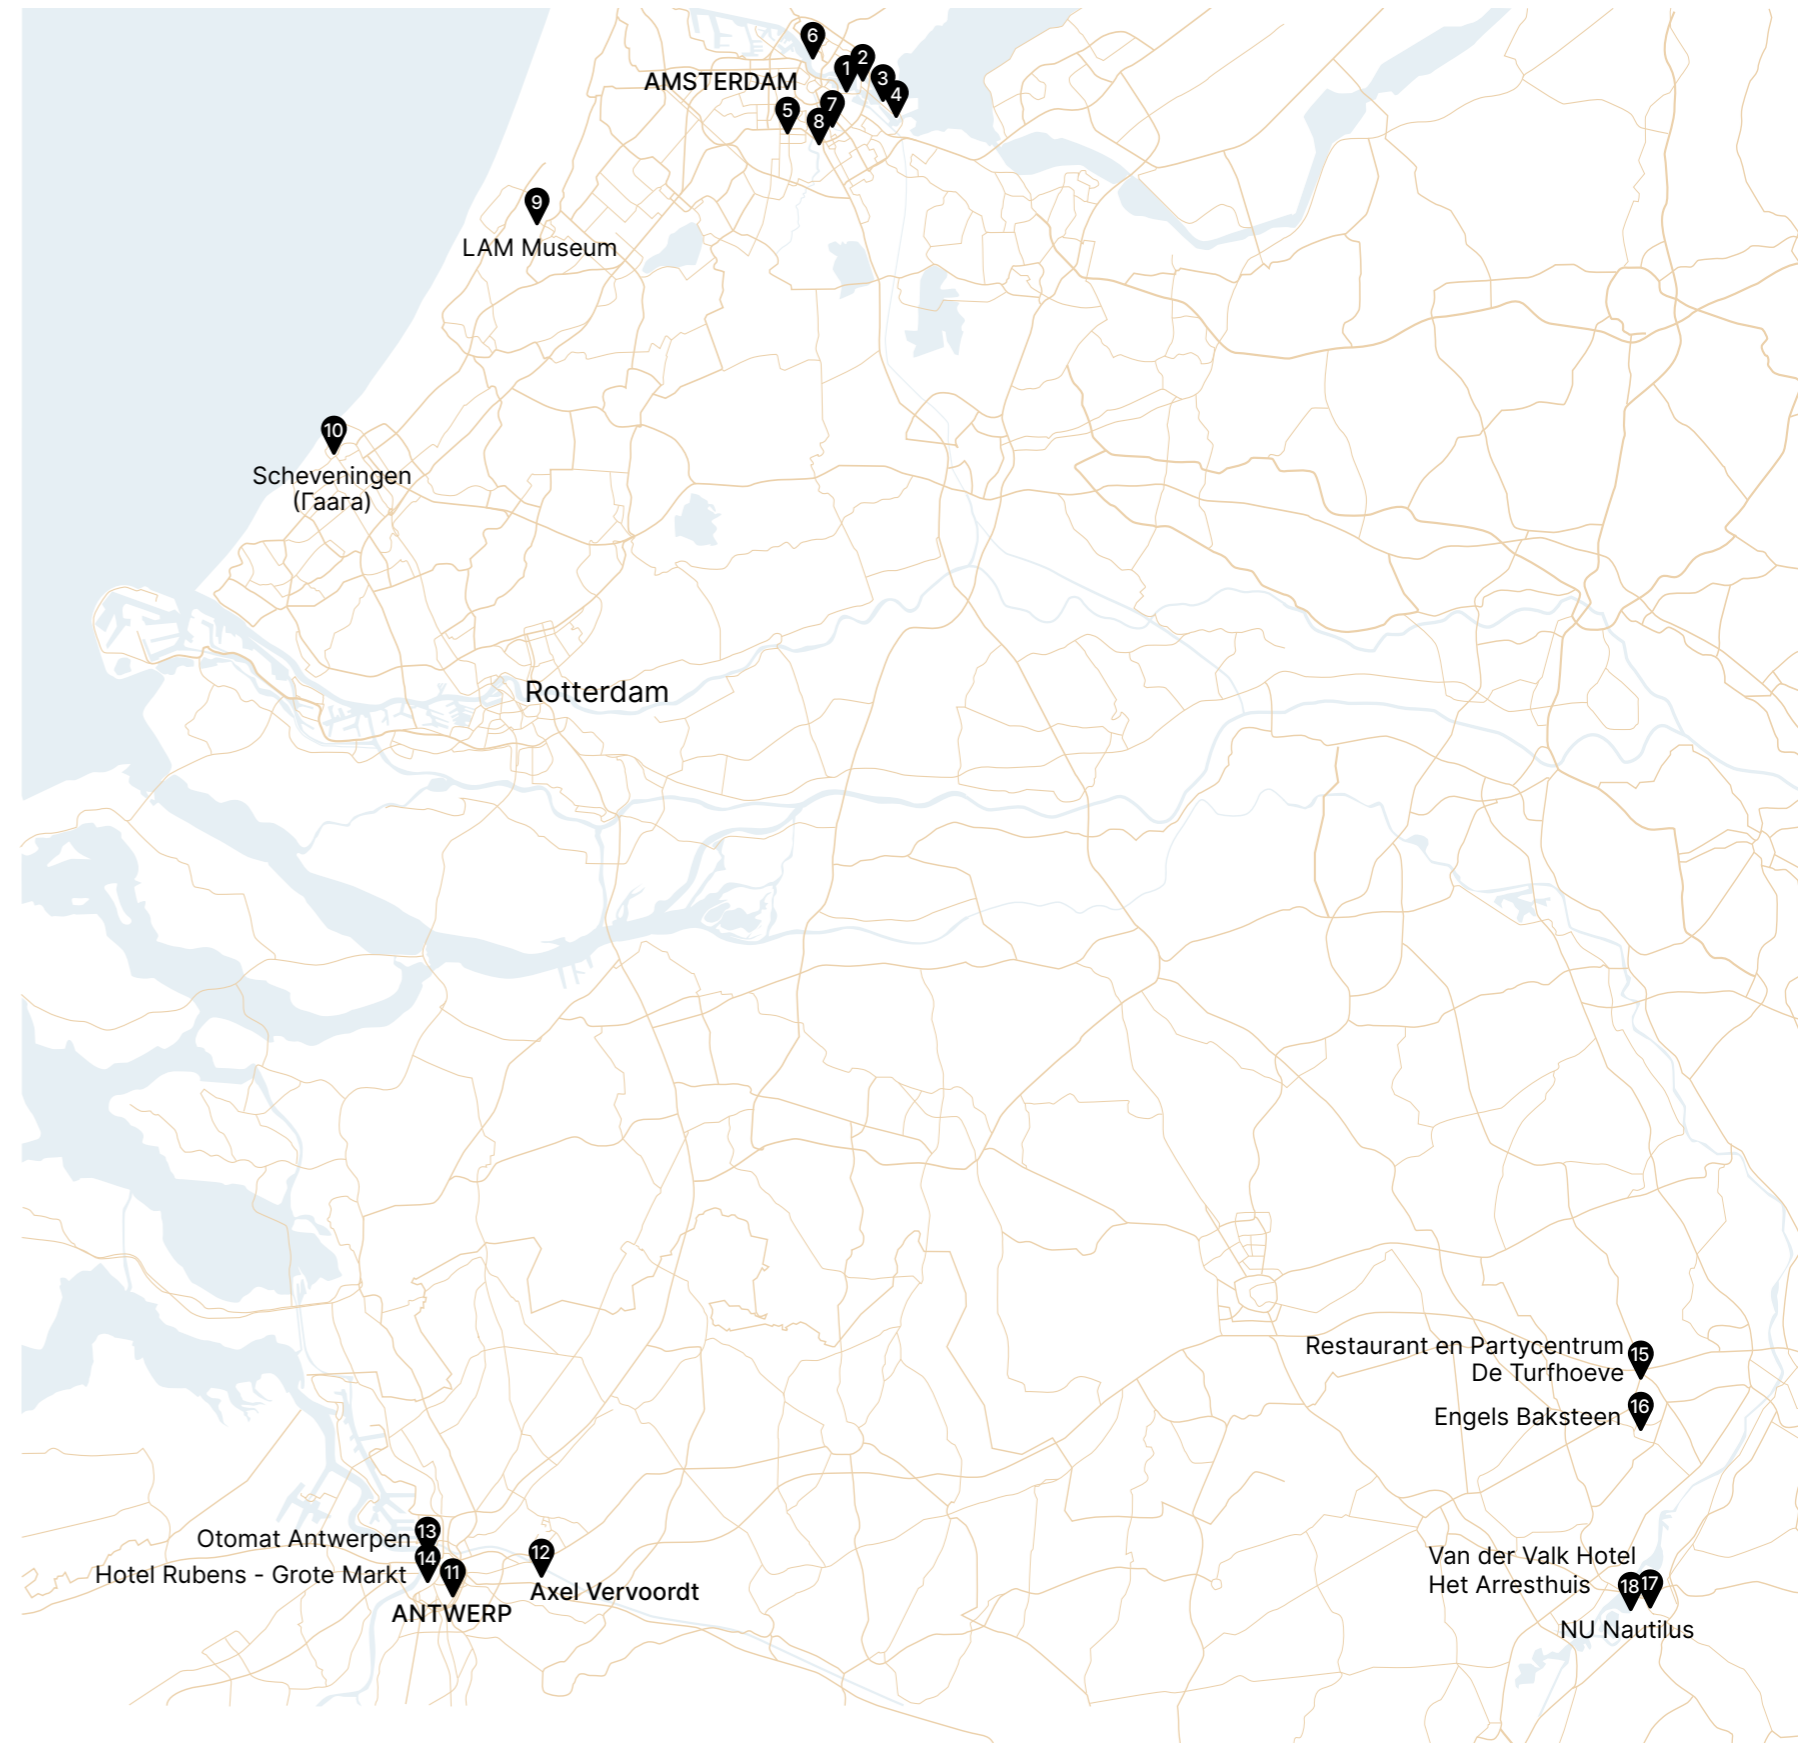 6
2
1
3
AMSTERDAM
4
7
5
8
9
LAM Museum
10
Scheveningen
(Гаага)
Rotterdam
Restaurant en Partycentrum
De Turfhoeve
15
Engels Baksteen
16
Otomat Antwerpen
13
Hotel Rubens - Grote Markt
14
11
ANTWERP
12
Axel Vervoordt
Van der Valk Hotel
Het Arresthuis
18
17
NU Nautilus